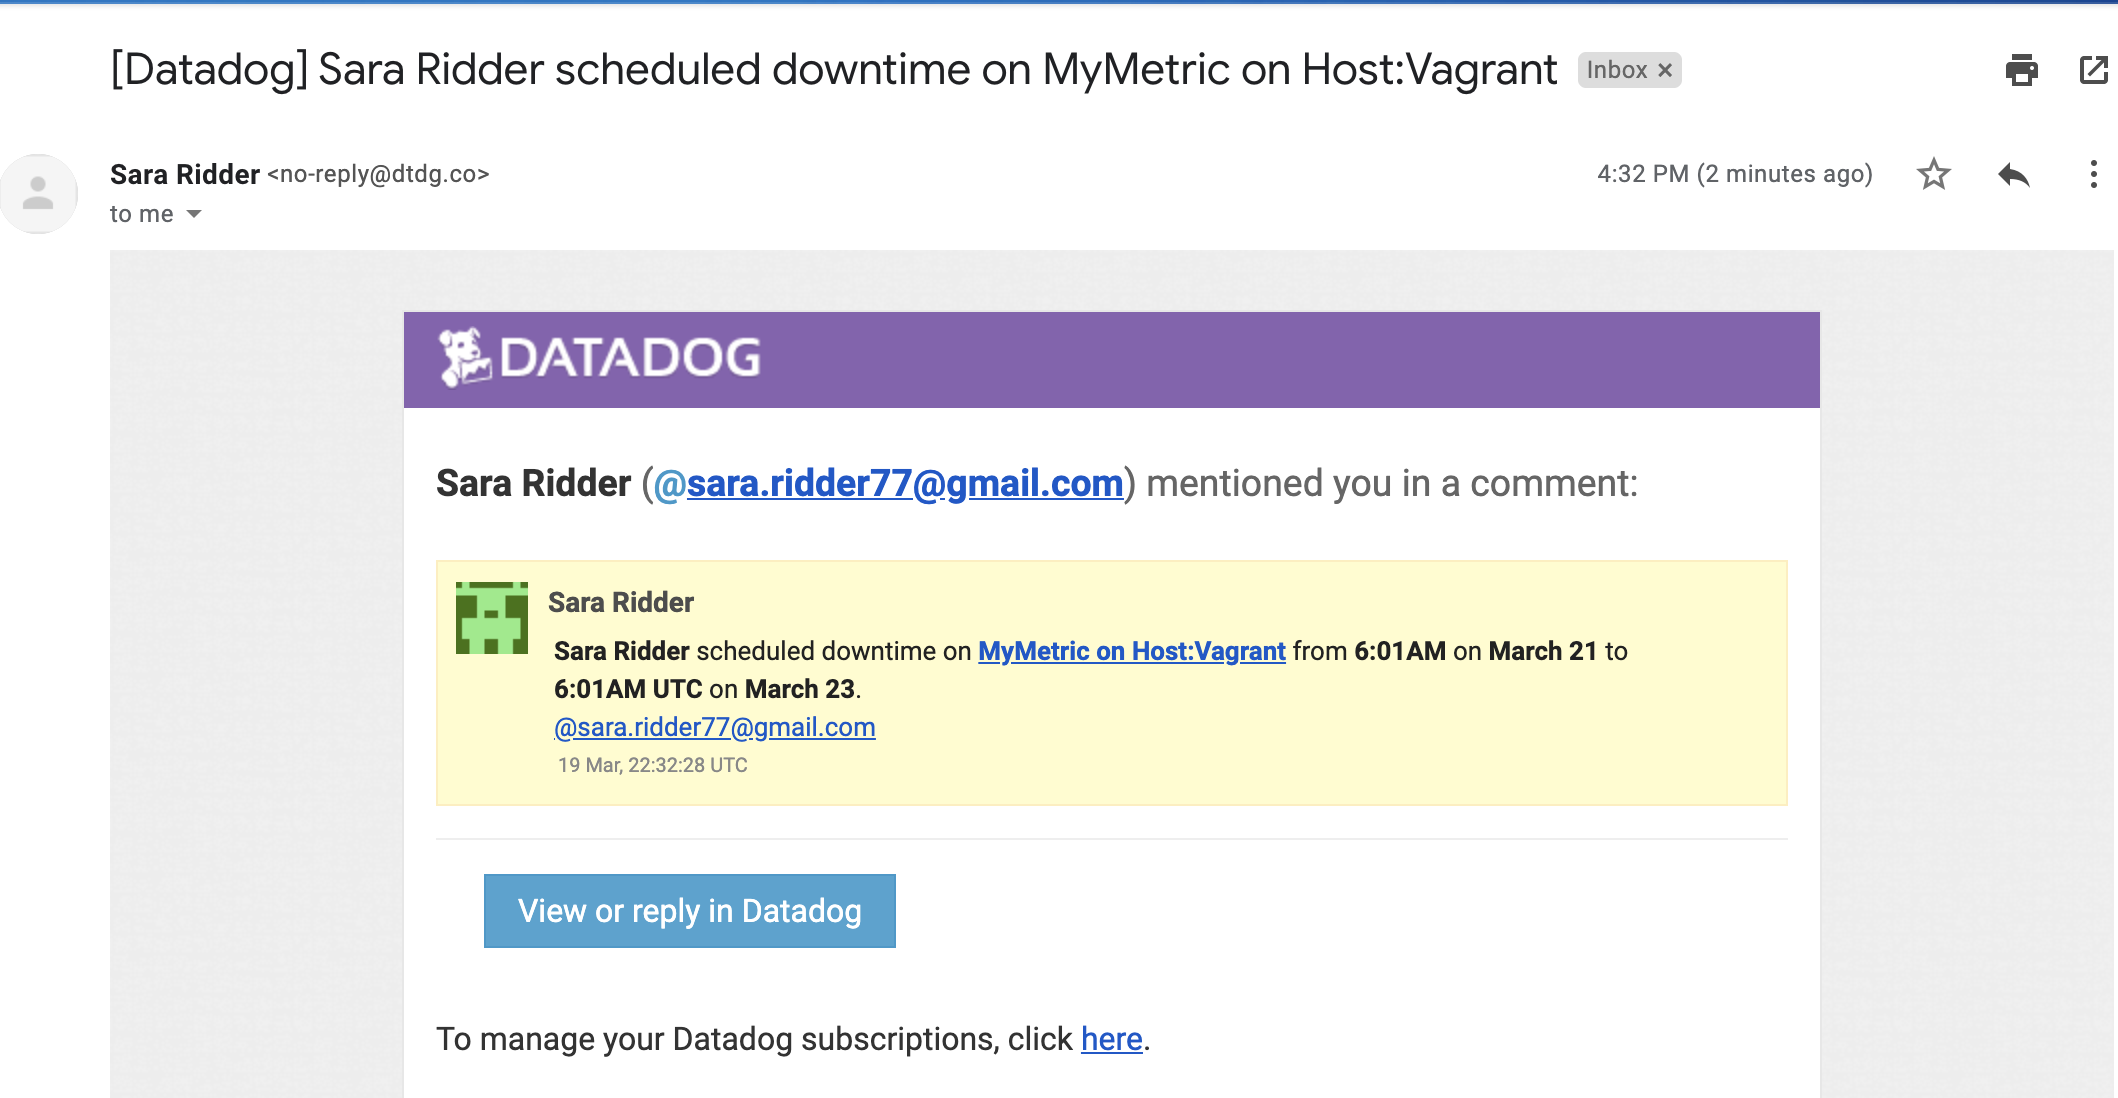 [Datadog] Sara Ridder scheduled downtime on MyMetric on Host:Vagrant Inbox ×
Sara Ridder <no-reply@dtdg.co> 4:32 PM (2 minutes ago)
to me
DATADOG
Sara Ridder (@sara.ridder77@gmail.com) mentioned you in a comment:
Sara Ridder
Sara Ridder scheduled downtime on MyMetric on Host:Vagrant from 6:01AM on March 21 to
6:01AM UTC on March 23.
@sara.ridder77@gmail.com
19 Mar, 22:32:28 UTC
View or reply in Datadog
To manage your Datadog subscriptions, click here.